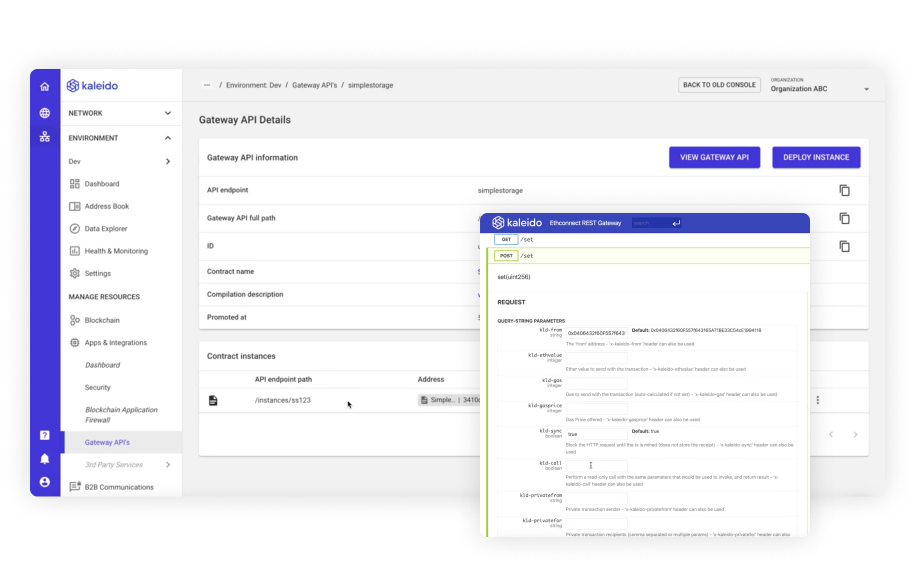 kaleido
— / Environment: Dev / Gateway API's / simplestorage
BACK TO OLD CONSOLE
ORGANIZATION
Organization ABC
NETWORK
ENVIRONMENT
Dev
Dashboard
Address Book
Data Explorer
Health & Monitoring
Settings
MANAGE RESOURCES
Blockchain
Apps & Integrations
Dashboard
Security
Blockchain Application
Firewall
Gateway API's
3rd Party Services
B2B Communications
Gateway API Details
Gateway API information
VIEW GATEWAY API
DEPLOY INSTANCE
API endpoint
simplestorage
Gateway API full path
ID
Contract name
Compilation description
Promoted at
Contract instances
API endpoint path
Address
/instances/ss123
Simple... | 3410
kaleido
Ethconnect REST Gateway
search
GET /set
POST /set
set(uint256)
REQUEST
QUERY-STRING PARAMETERS
kld-from
string
Default:
The 'from' address - 'x-kaleido-from' header can also be used
kld-ethvalue
integer
Ether value to send with the transaction - 'x-kaleido-ethvalue' header can also be used
kld-gas
integer
Gas to send with the transaction (auto-calculated if not set) - 'x-kaleido-gas' header can also be used
kld-gasprice
integer
Gas Price offered - 'x-kaleido-gasprice' header can also be used
kld-sync
boolean
true
Default: true
Block the HTTP request until the tx is mined (does not store the receipt) - 'x-kaleido-sync' header can also be
used
kld-call
boolean
Perform a read-only call with the same parameters that would be used to invoke, and return result - 'x-
kaleido-call' header can also be used
kld-privatefrom
string
Private transaction sender - 'x-kaleido-privatefrom' header can also be used
kld-privatefor
string
Private transaction recipients (comma separated or multiple params) - 'x-kaleido-privatefor' header can also